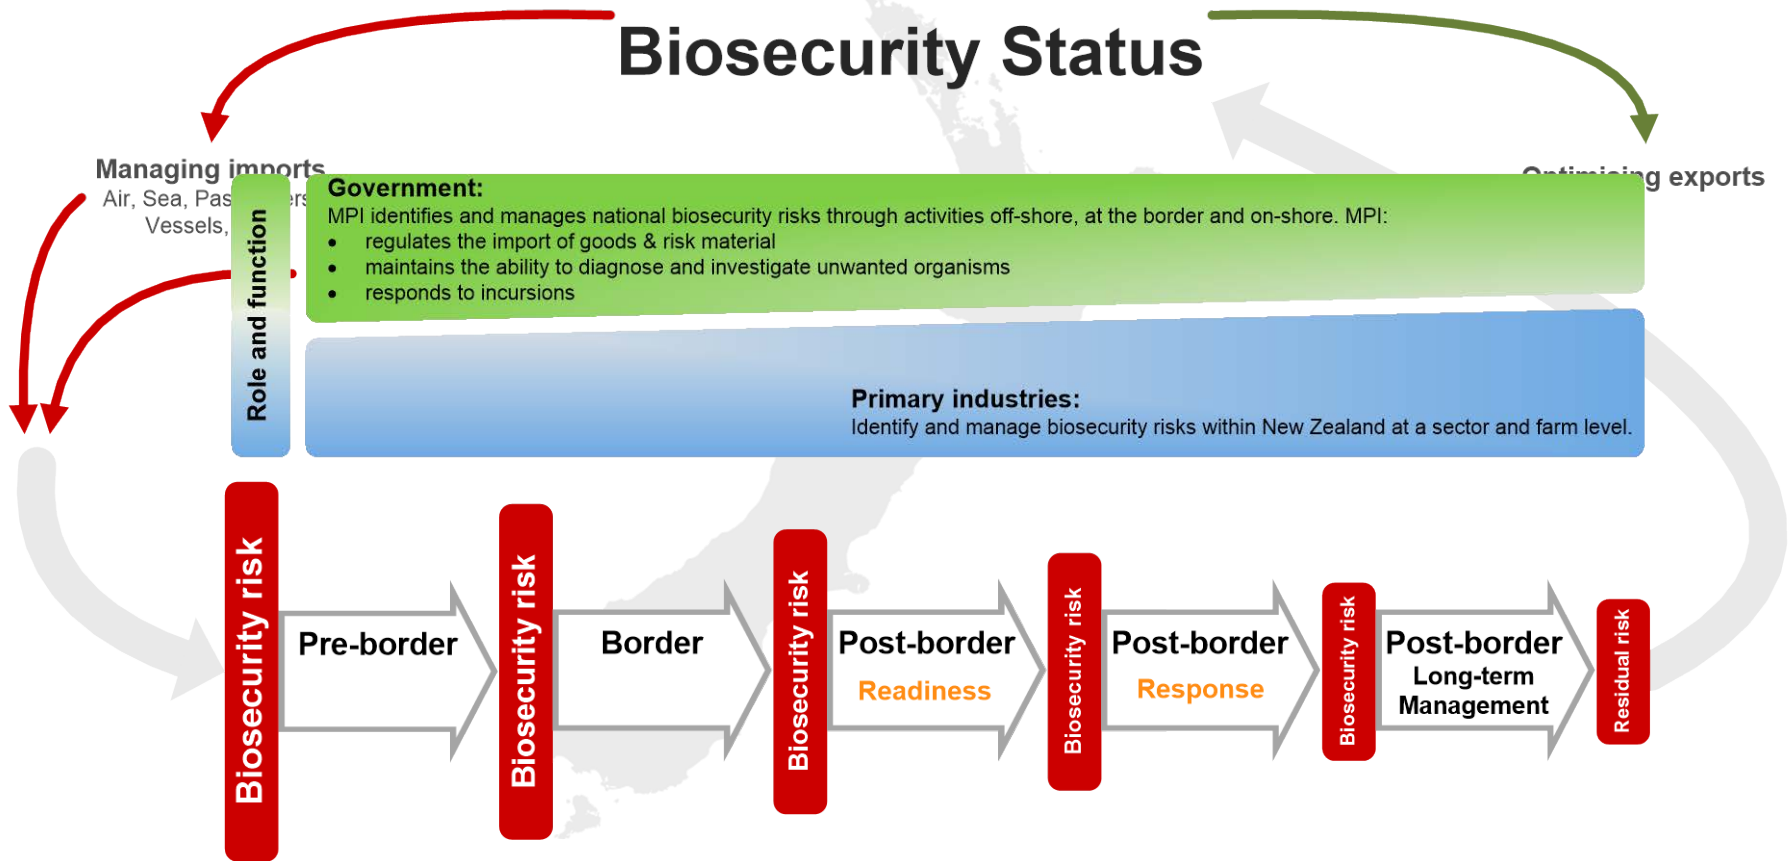 Biosecurity Status
Managing imports
Air, Sea,
Vessels,
exports
Role and function
Government:
MPI identifies and manages national biosecurity risks through activities off-shore, at the border and on-shore. MPI:
• regulates the import of goods & risk material
• maintains the ability to diagnose and investigate unwanted organisms
• responds to incursions
Primary industries:
Identify and manage biosecurity risks within New Zealand at a sector and farm level.
Biosecurity risk
Pre-border
Biosecurity risk
Border
Biosecurity risk
Post-border
Readiness
Biosecurity risk
Post-border
Response
Biosecurity risk
Post-border
Long-term
Management
Residual risk